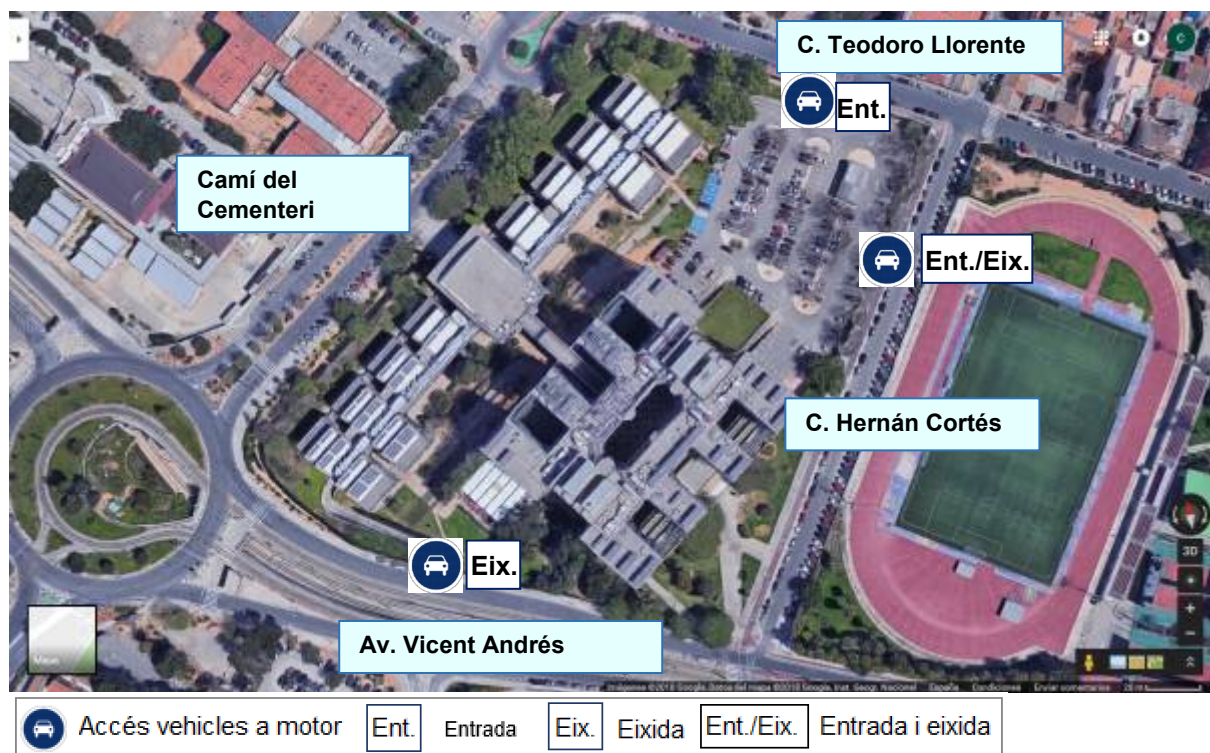 C. Teodoro Llorente
C
Ent.
Camí del
Cementeri
Ent./Eix.
C. Hernán Cortés
Eix.
3D
Av. Vicent Andrés
Accés vehicles a motor Ent. Entrada Eix. Eixida Ent./Eix. Entrada i eixida